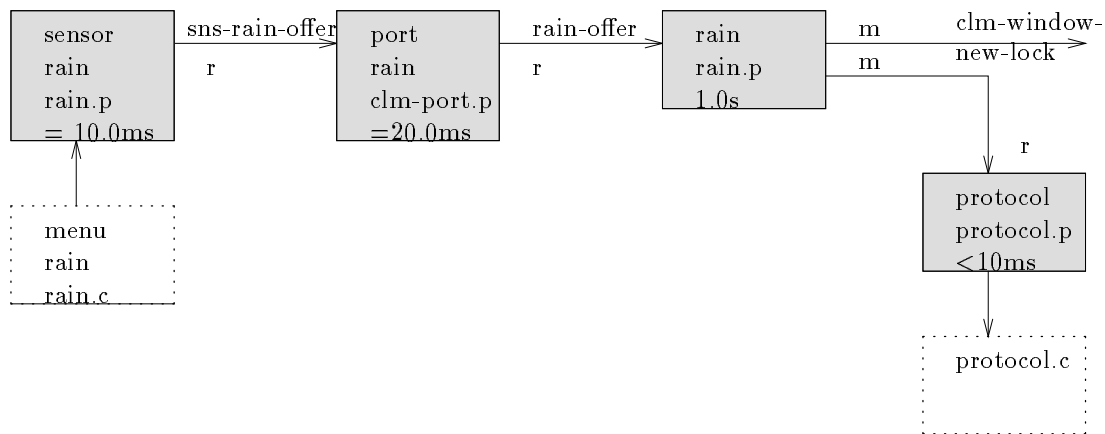 sensor
rain
rain.p
= 10.0ms
sns-rain-offer
r
port
rain
clm-port.p
=20.0ms
rain-offer
r
rain
rain.p
1.0s
m
m
clm-window-
new-lock
r
menu
rain
rain.c
protocol
protocol.p
<10ms
protocol.c